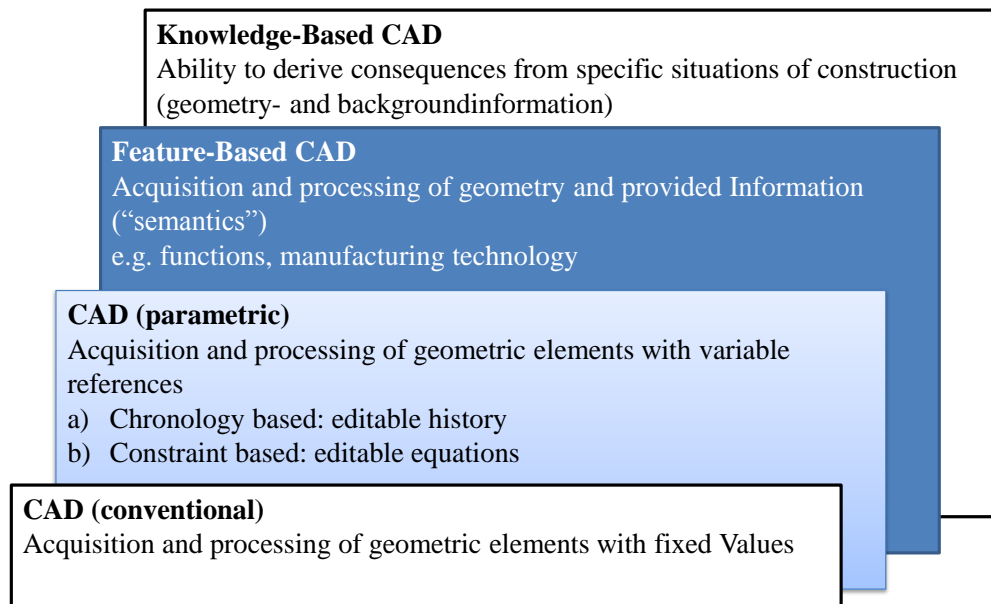 Knowledge-Based CAD
Ability to derive consequences from specific situations of construction
(geometry- and backgroundinformation)
Feature-Based CAD
Acquisition and processing of geometry and provided Information
(“semantics”)
e.g. functions, manufacturing technology
CAD (parametric)
Acquisition and processing of geometric elements with variable
references
a) Chronology based: editable history
b) Constraint based: editable equations
CAD (conventional)
Acquisition and processing of geometric elements with fixed Values